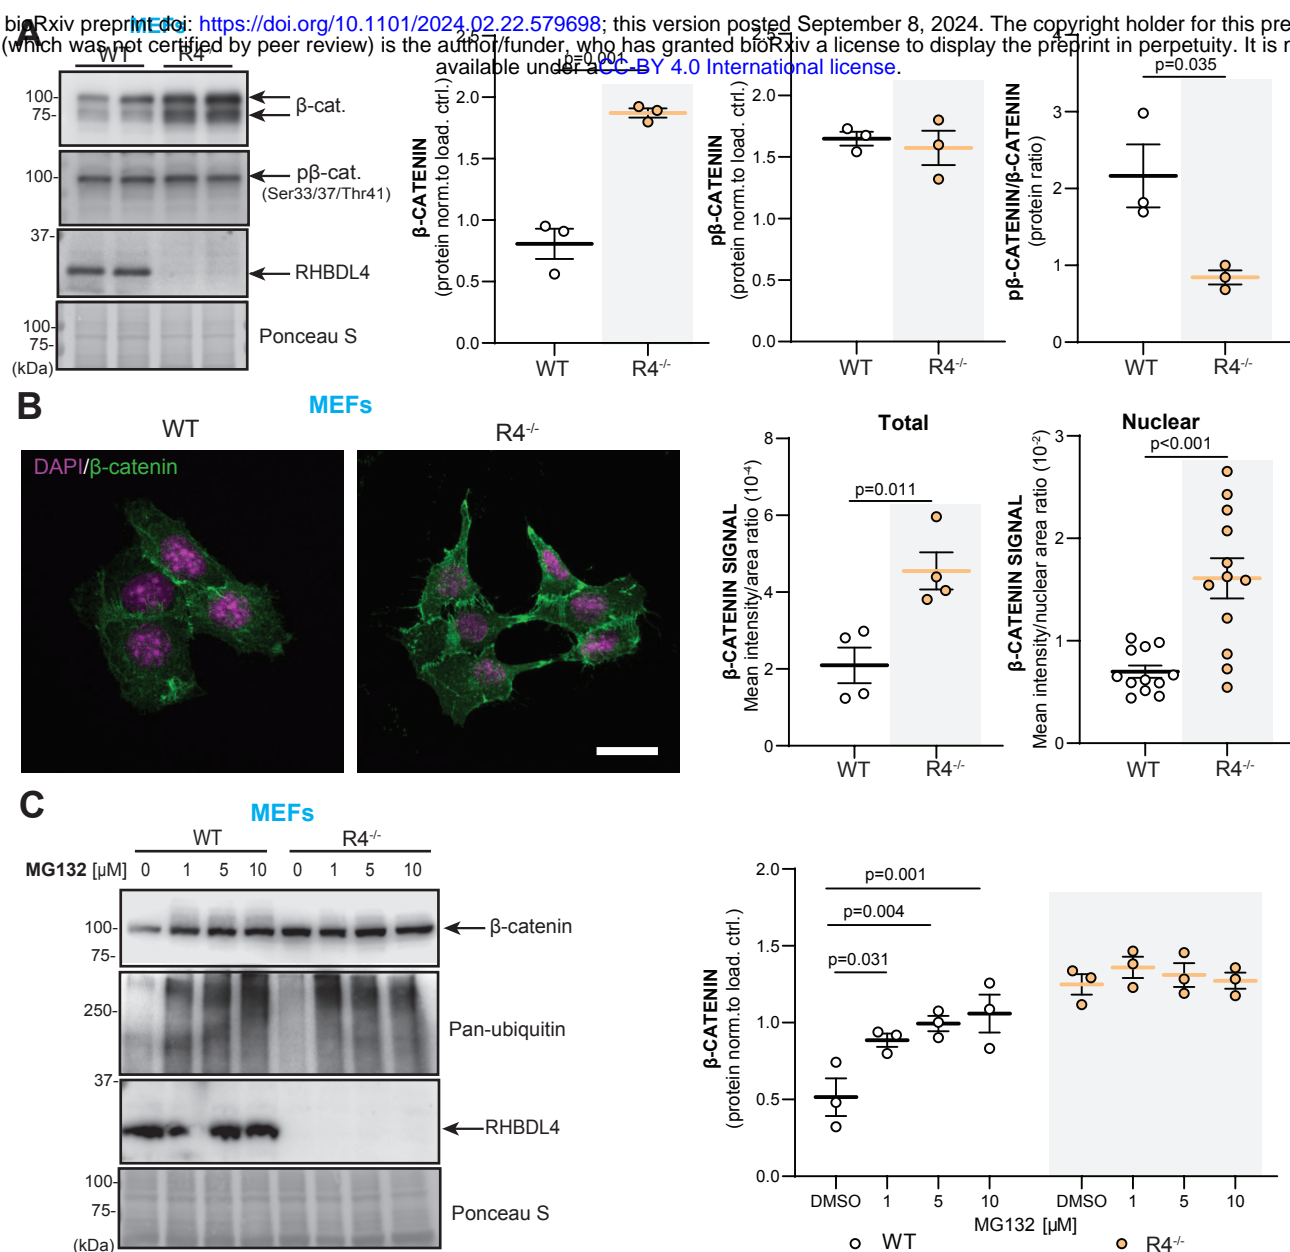 bioRxiv preprint doi: https://doi.org/10.1101/2024.02.22.579698; this version posted September 8, 2024. The copyright holder for this pre
(which was not certified by peer review) is the author/funder, who has granted bioRxiv a license to display the preprint in perpetuity. It is
available under aCC-BY 4.0 International license.
A
MEFs
WT R4
100-
75-
β-cat.
100-
pβ-cat.
(Ser33/37/Thr41)
37-
RHBDL4
100-
75-
(kDa)
Ponceau S
β-CATENIN
(protein norm.to load. ctrl.)
2.5
2.0
1.5
1.0
0.5
0.0
p=0.001
WT R4-/-
pβ-CATENIN
(protein norm.to load. ctrl.)
2.5
2.0
1.5
1.0
0.5
0.0
WT R4-/-
pβ-CATENIN/β-CATENIN
(protein ratio)
4
3
2
1
0
p=0.035
WT R4-/-
B
MEFs
WT R4-/-
DAPI/β-catenin
Total
β-CATENIN SIGNAL
Mean intensity/area ratio (10-4)
8
6
4
2
0
p=0.011
WT R4-/-
Nuclear
β-CATENIN SIGNAL
Mean intensity/nuclear area ratio (10-2)
3
2
1
0
p<0.001
WT R4-/-
C
MEFs
WT R4-/-
MG132 [µM] 0 1 5 10 0 1 5 10
100-
75-
β-catenin
250-
Pan-ubiquitin
37-
RHBDL4
100-
75-
(kDa)
Ponceau S
β-CATENIN
(protein norm.to load. ctrl.)
2.0
1.5
1.0
0.5
0.0
p=0.001
p=0.004
p=0.031
DMSO 1 5 10 DMSO 1 5 10
MG132 [µM]
WT R4-/-